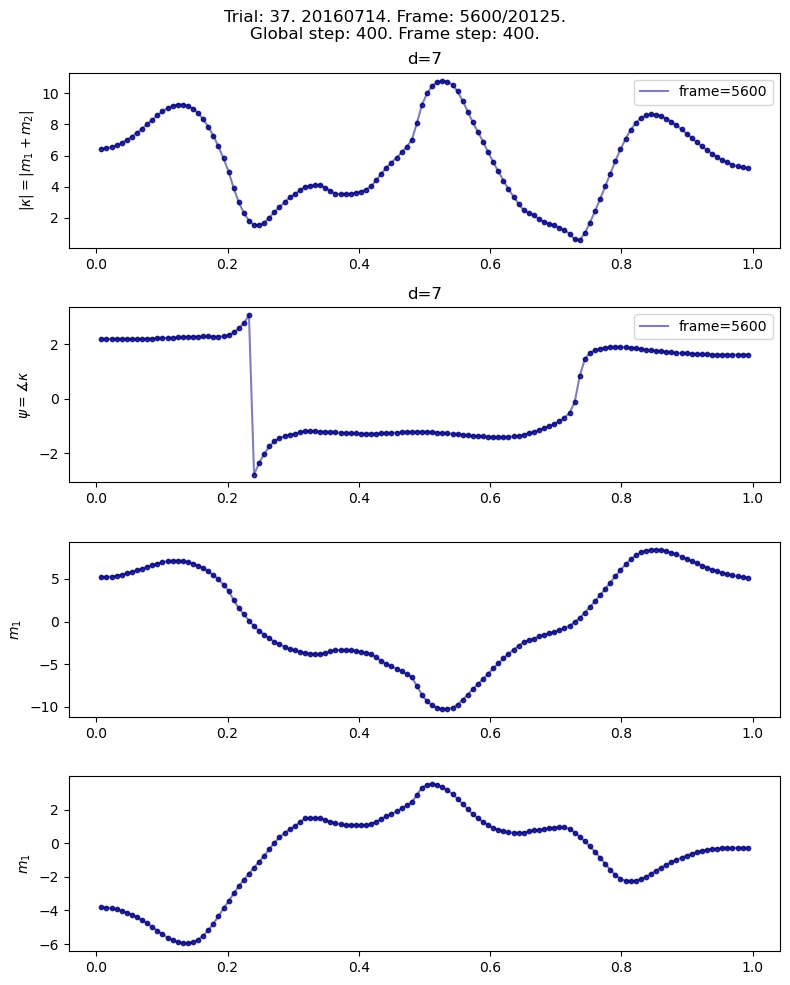 Trial: 37. 20160714. Frame: 5600/20125.
Global step: 400. Frame step: 400.
d=7
|κ| = |m₁ + m₂|
10
8
6
4
2
frame=5600
0.0 0.2 0.4 0.6 0.8 1.0
d=7
ψ = ∡κ
2
0
−2
frame=5600
0.0 0.2 0.4 0.6 0.8 1.0
m₁
5
0
−5
−10
0.0 0.2 0.4 0.6 0.8 1.0
m₁
2
0
−2
−4
−6
0.0 0.2 0.4 0.6 0.8 1.0